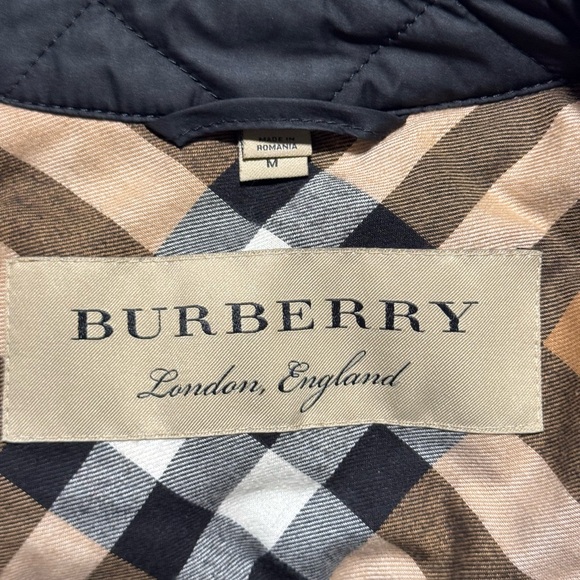 MADE IN
ROMANIA
M
BURBERRY
London, England